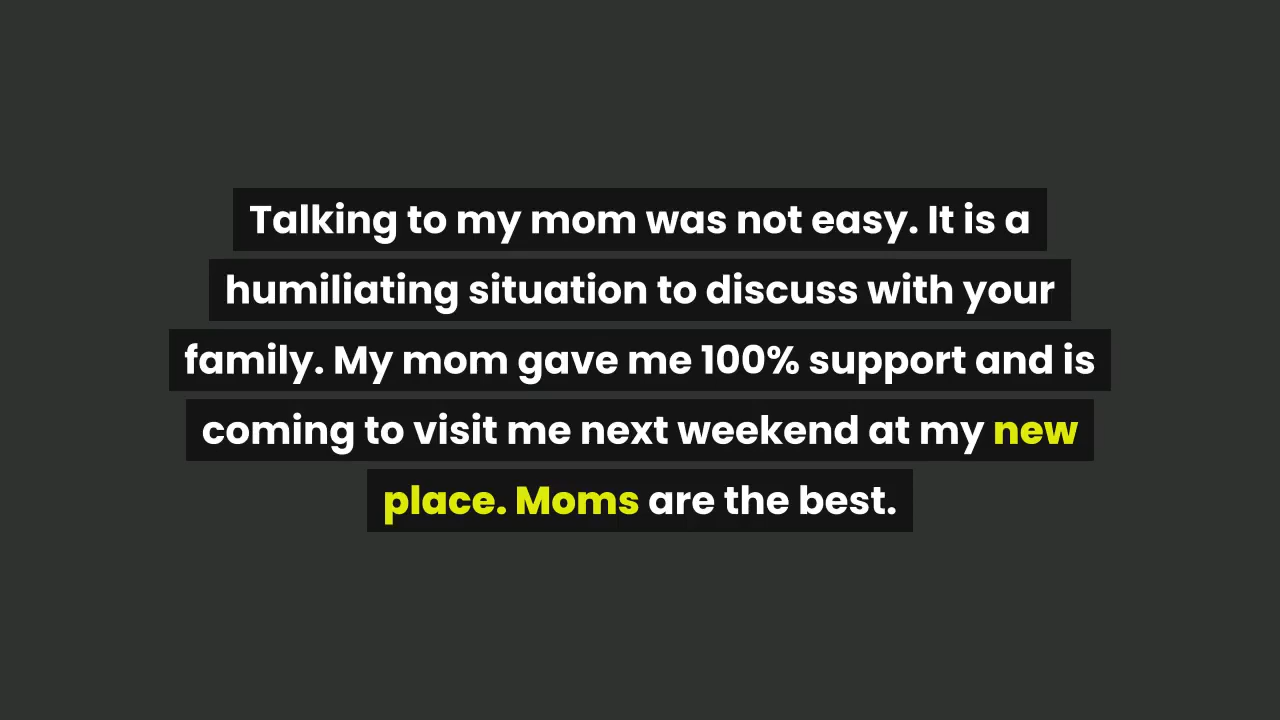 Talking to my mom was not easy. It is a
humiliating situation to discuss with your
family. My mom gave me 100% support and is
coming to visit me next weekend at my new
place. Moms are the best.